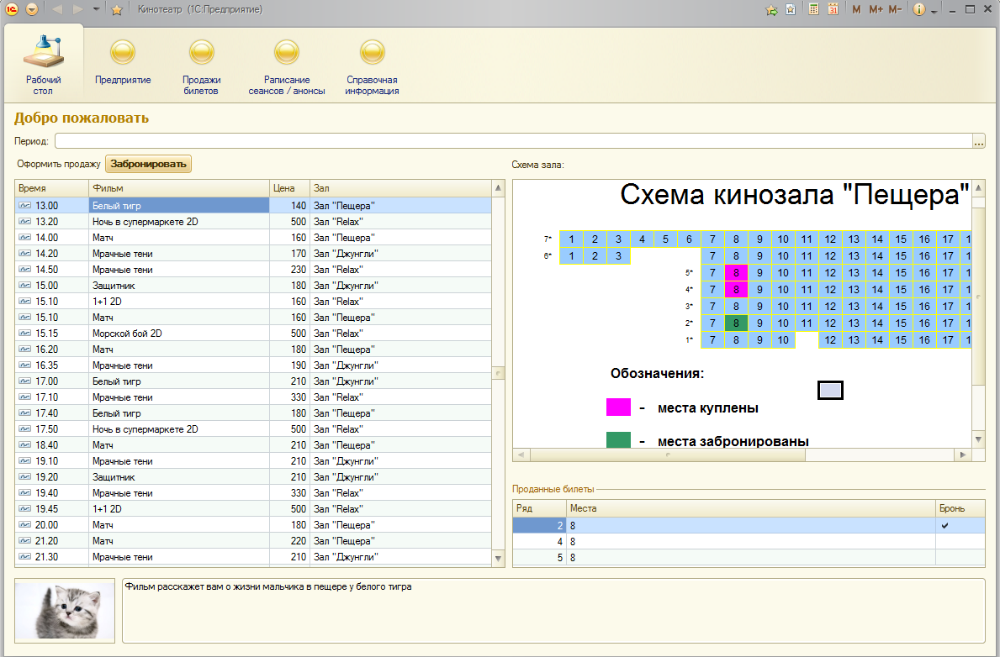 Кинотеатр (1С:Предприятие)
M M+ M-
Рабочий
стол
Предприятие
Продажи
билетов
Раписание
сеансов / анонсы
Справочная
информация
Добро пожаловать
Период:
Оформить продажу Забронировать
Время Фильм Цена Зал
13.00 Белый тигр 140 Зал "Пещера"
13.20 Ночь в супермаркете 2D 500 Зал "Relax"
14.00 Матч 160 Зал "Пещера"
14.20 Мрачные тени 170 Зал "Джунгли"
14.50 Мрачные тени 230 Зал "Relax"
15.00 Защитник 180 Зал "Джунгли"
15.10 1+1 2D 160 Зал "Relax"
15.10 Матч 160 Зал "Пещера"
15.15 Морской бой 2D 500 Зал "Relax"
16.20 Матч 180 Зал "Пещера"
16.35 Мрачные тени 190 Зал "Джунгли"
17.00 Белый тигр 210 Зал "Джунгли"
17.10 Мрачные тени 330 Зал "Relax"
17.40 Белый тигр 180 Зал "Пещера"
17.50 Ночь в супермаркете 2D 500 Зал "Relax"
18.40 Матч 210 Зал "Пещера"
19.10 Мрачные тени 210 Зал "Джунгли"
19.20 Защитник 210 Зал "Джунгли"
19.40 Мрачные тени 330 Зал "Relax"
19.45 1+1 2D 500 Зал "Relax"
20.00 Матч 180 Зал "Пещера"
21.20 Матч 220 Зал "Пещера"
21.30 Мрачные тени 210 Зал "Джунгли"
Схема зала:
Схема кинозала "Пещера"
7* 1 2 3 4 5 6 7 8 9 10 11 12 13 14 15 16 17 1
6* 1 2 3 7 8 9 10 11 12 13 14 15 16 17 1
5* 7 8 9 10 11 12 13 14 15 16 17 1
4* 7 8 9 10 11 12 13 14 15 16 17 1
3* 7 8 9 10 11 12 13 14 15 16 17 1
2* 7 8 9 10 11 12 13 14 15 16 17 1
1* 7 8 9 10 12 13 14 15 16 17 1
Обозначения:
- места куплены
- места забронированы
Проданные билеты
Ряд Места Бронь
2 8
4 8
5 8
Фильм расскажет вам о жизни мальчика в пещере у белого тигра